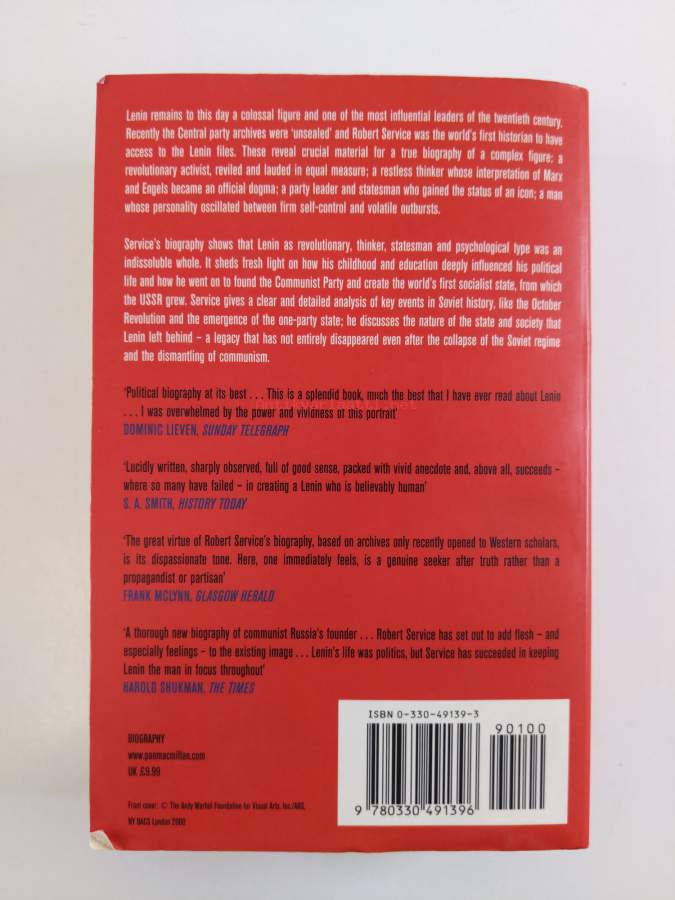 Lenin remains to this day a colossal figure and one of the most influential leaders of the twentieth century.
Recently the Central party archives were 'unsealed' and Robert Service was the world's first historian to have
access to the Lenin files. These reveal crucial material for a true biography of a complex figure: a
revolutionary activist, reviled and lauded in equal measure; a restless thinker whose interpretation of Marx
and Engels became an official dogma; a party leader and statesman who gained the status of an icon; a man
whose personality oscillated between firm self-control and volatile outbursts.
Service's biography shows that Lenin as revolutionary, thinker, statesman and psychological type was an
indissoluble whole. It sheds fresh light on how his childhood and education deeply influenced his political
life and how he went on to found the Communist Party and create the world's first socialist state, from which
the USSR grew. Service gives a clear and detailed analysis of key events in Soviet history, like the October
Revolution and the emergence of the one-party state; he discusses the nature of the state and society that
Lenin left behind – a legacy that has not entirely disappeared even after the collapse of the Soviet regime
and the dismantling of communism.
'Political biography at its best . . . This is a splendid book, much the best that I have ever read about Lenin
. . . I was overwhelmed by the power and vividness of this portrait'
DOMINIC LIEVEN, SUNDAY TELEGRAPH
'Lucidly written, sharply observed, full of good sense, packed with vivid anecdote and, above all, succeeds –
where so many have failed – in creating a Lenin who is believably human'
S. A. SMITH, HISTORY TODAY
'The great virtue of Robert Service's biography, based on archives only recently opened to Western scholars,
is its dispassionate tone. Here, one immediately feels, is a genuine seeker after truth rather than a
propagandist or partisan'
FRANK MCLYNN, GLASGOW HERALD
'A thorough new biography of communist Russia's founder . . . Robert Service has set out to add flesh – and
especially feelings – to the existing image . . . Lenin's life was politics, but Service has succeeded in keeping
Lenin the man in focus throughout'
HAROLD SHUKMAN, THE TIMES
BIOGRAPHY
www.panmacmillan.com
UK £9.99
Front cover: © The Andy Warhol Foundation for Visual Arts, Inc./ARS,
NY DACS London 2000
ISBN 0-330-49139-3
90100
9 780330 491396